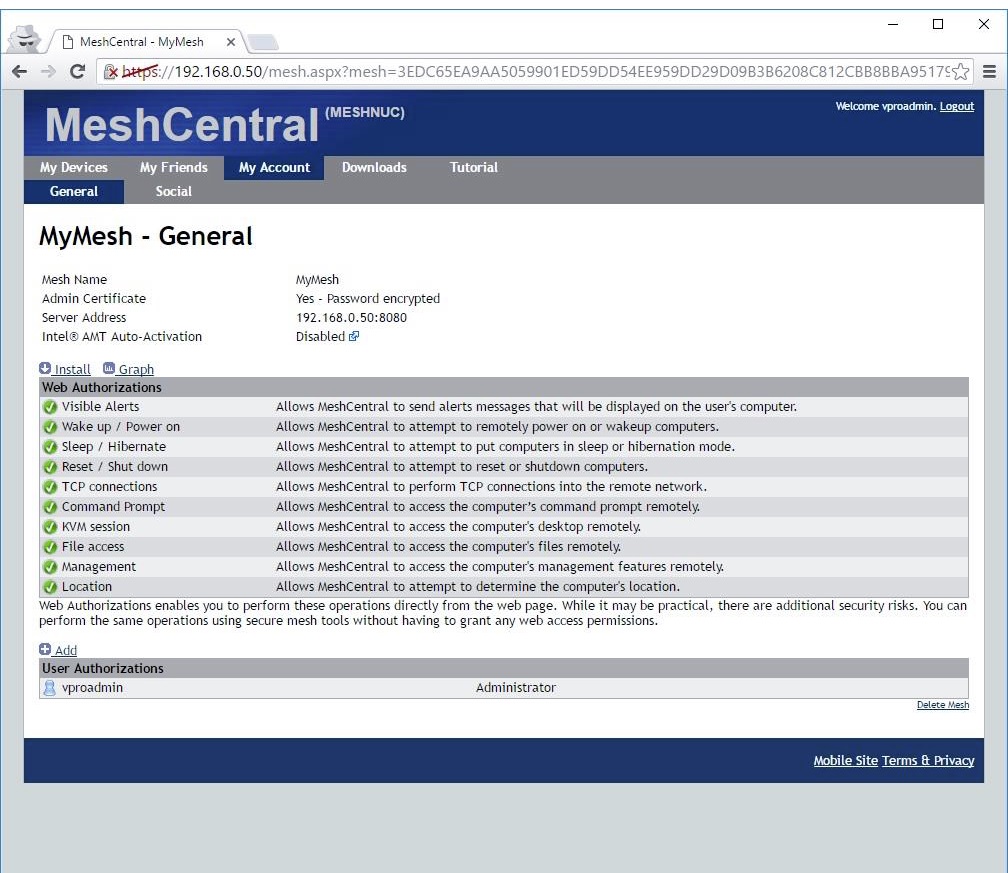 MeshCentral - MyMesh
https://192.168.0.50/mesh.aspx?mesh=3EDC65EA9AA5059901ED59DD54EE959DD29D09B3B6208C812CBB8BBA95179
MeshCentral (MESHNUC)
Welcome vproadmin. Logout
My Devices My Friends My Account Downloads Tutorial
General Social
MyMesh - General
Mesh Name MyMesh
Admin Certificate Yes - Password encrypted
Server Address 192.168.0.50:8080
Intel® AMT Auto-Activation Disabled
Install Graph
Web Authorizations
Visible Alerts Allows MeshCentral to send alerts messages that will be displayed on the user's computer.
Wake up / Power on Allows MeshCentral to attempt to remotely power on or wakeup computers.
Sleep / Hibernate Allows MeshCentral to attempt to put computers in sleep or hibernation mode.
Reset / Shut down Allows MeshCentral to attempt to reset or shutdown computers.
TCP connections Allows MeshCentral to perform TCP connections into the remote network.
Command Prompt Allows MeshCentral to access the computer's command prompt remotely.
KVM session Allows MeshCentral to access the computer's desktop remotely.
File access Allows MeshCentral to access the computer's files remotely.
Management Allows MeshCentral to access the computer's management features remotely.
Location Allows MeshCentral to attempt to determine the computer's location.
Web Authorizations enables you to perform these operations directly from the web page. While it may be practical, there are additional security risks. You can
perform the same operations using secure mesh tools without having to grant any web access permissions.
Add
User Authorizations
vproadmin Administrator
Delete Mesh
Mobile Site Terms & Privacy